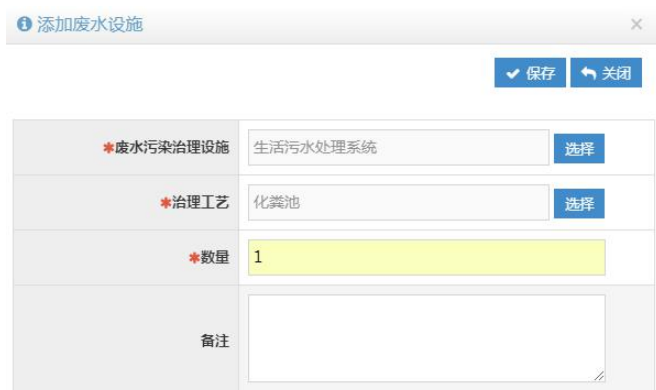 添加废水设施
保存 关闭
*废水污染治理设施 生活污水处理系统 选择
*治理工艺 化粪池 选择
*数量 1
备注